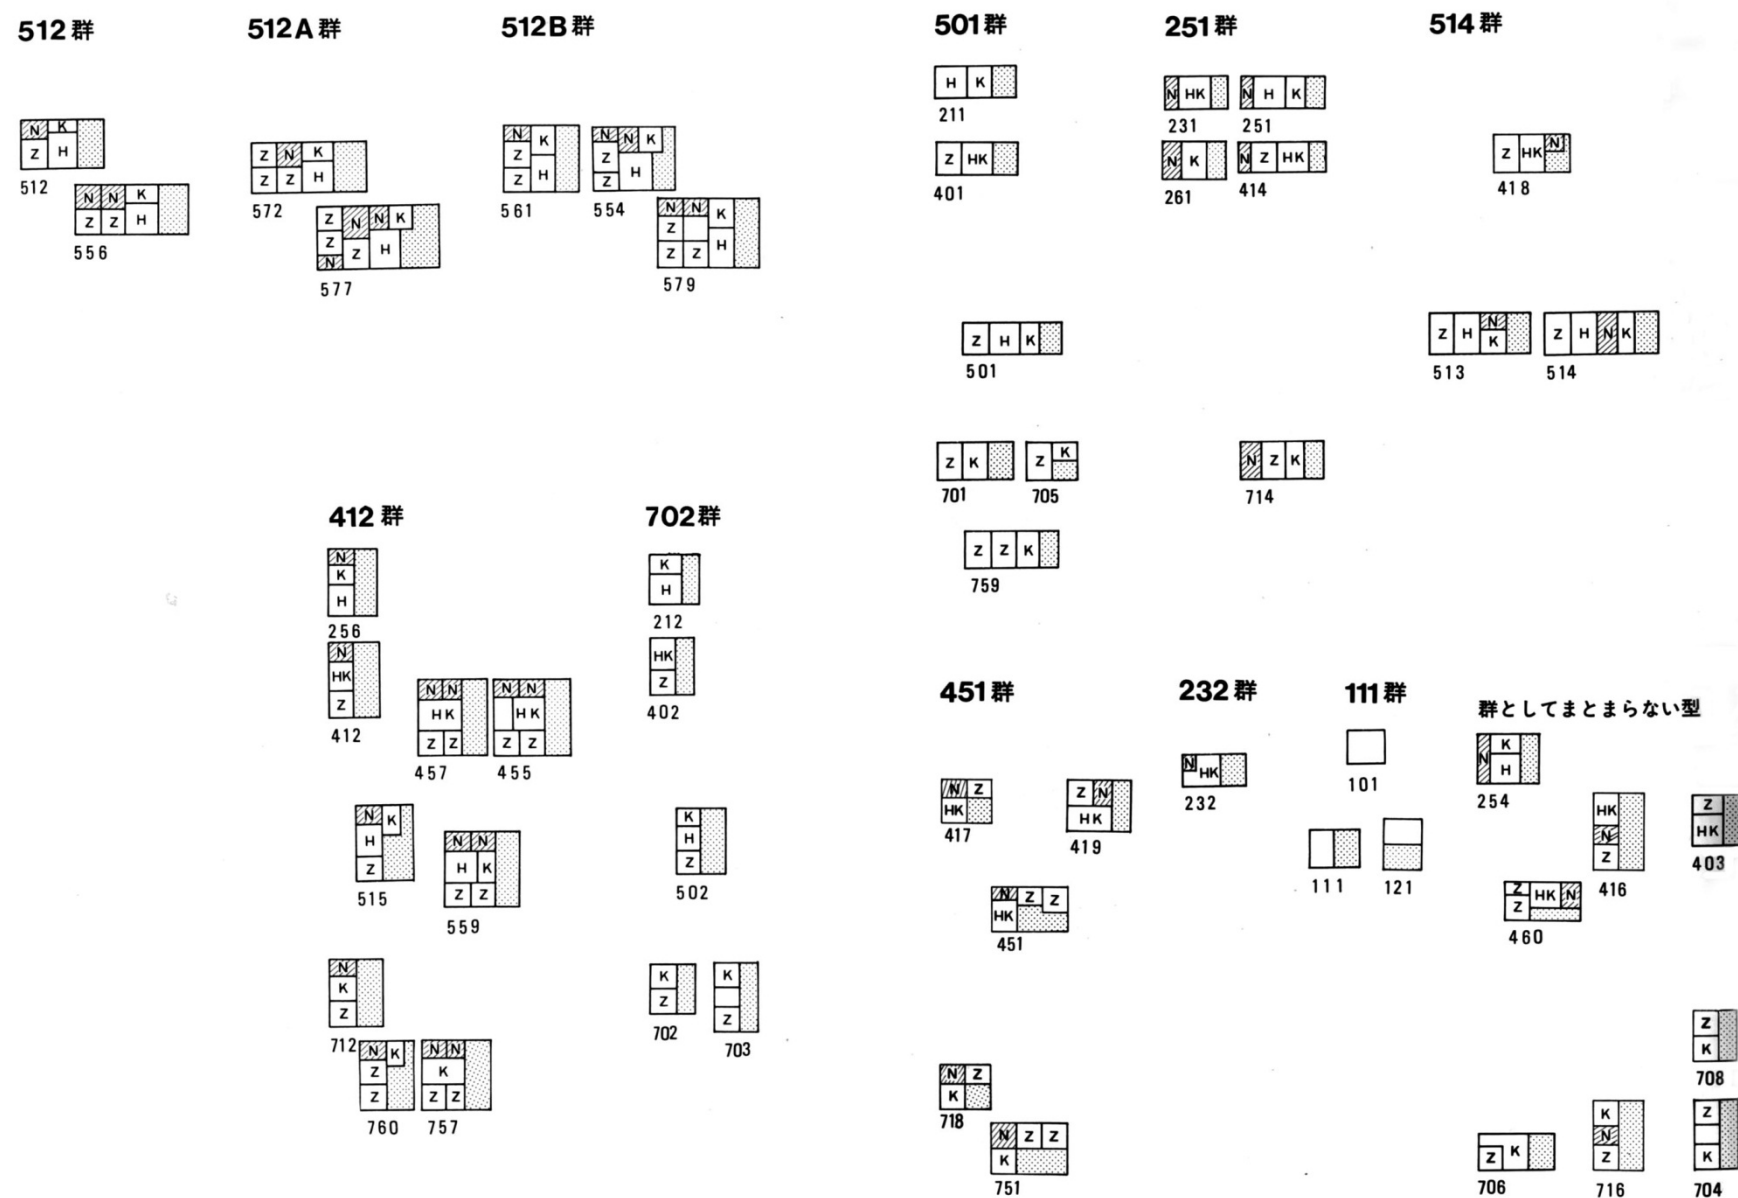 512群
512A群
512B群
N K
Z H
512
N N K
Z Z H
556
Z N K
Z Z H
572
Z N N K
Z
N Z H
577
N K
Z
Z H
561
N N K
Z
Z H
554
N N K
Z
Z Z H
579
412群
N
K
H
256
N
HK
Z
412
N N
HK
Z Z
457
N N
HK
Z Z
455
N K
H
Z
515
N N
H K
Z Z
559
N
K
Z
712
N K
Z
Z
760
N N
K
Z Z
757
702群
K
H
212
HK
Z
402
K
H
Z
502
K
Z
702
K
Z
703
501群
H K
211
Z HK
401
Z H K
501
Z K
701
Z K
705
Z Z K
759
251群
N HK
231
N H K
251
N K
261
N Z HK
414
N Z K
714
514群
Z HK N
418
Z H N
K
513
Z H N K
514
451群
N Z
HK
417
Z N
HK
419
N Z Z
HK
451
N Z
K
718
N Z Z
K
751
232群
N HK
232
111群
101
111
121
群としてまとまらない型
N K
H
254
HK
N
Z
416
Z
HK
403
Z HK N
Z
460
Z
K
708
Z K
706
K
N
Z
716
Z
K
704